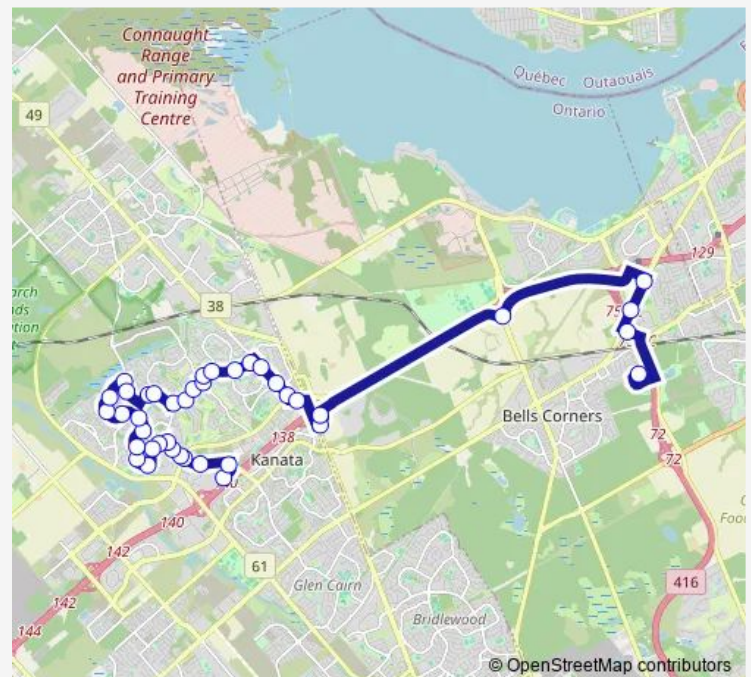 Connaught
Range
and Primary
Training
Centre
49
Québec Outaouais
Ontario
129
38
75
Bells Corners
138
Kanata
72
72
140
142
61
Glen Cairn
416
142
Bridlewood
144
© OpenStreetMap contributors